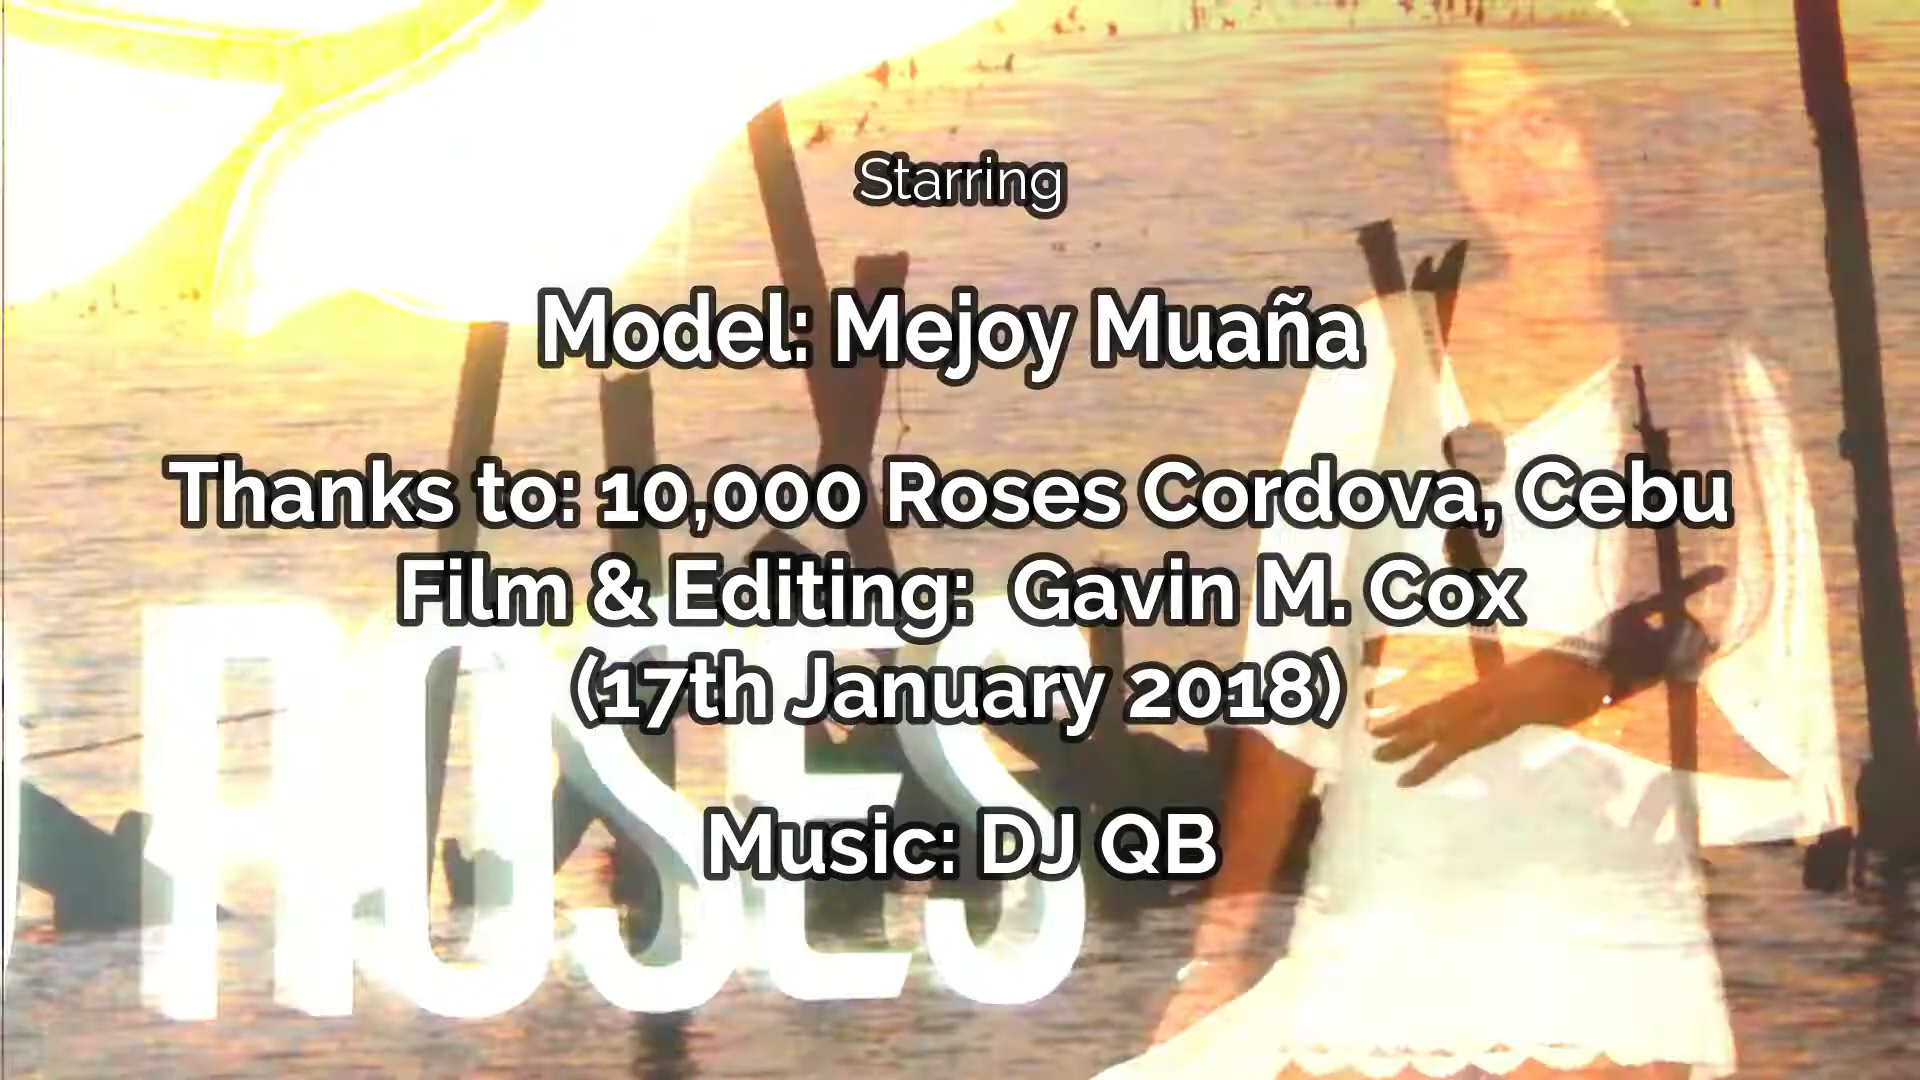 Starring
Model: Mejoy Muaña
Thanks to: 10,000 Roses Cordova, Cebu
Film & Editing:  Gavin M. Cox
(17th January 2018)
Music: DJ QB
ROSES